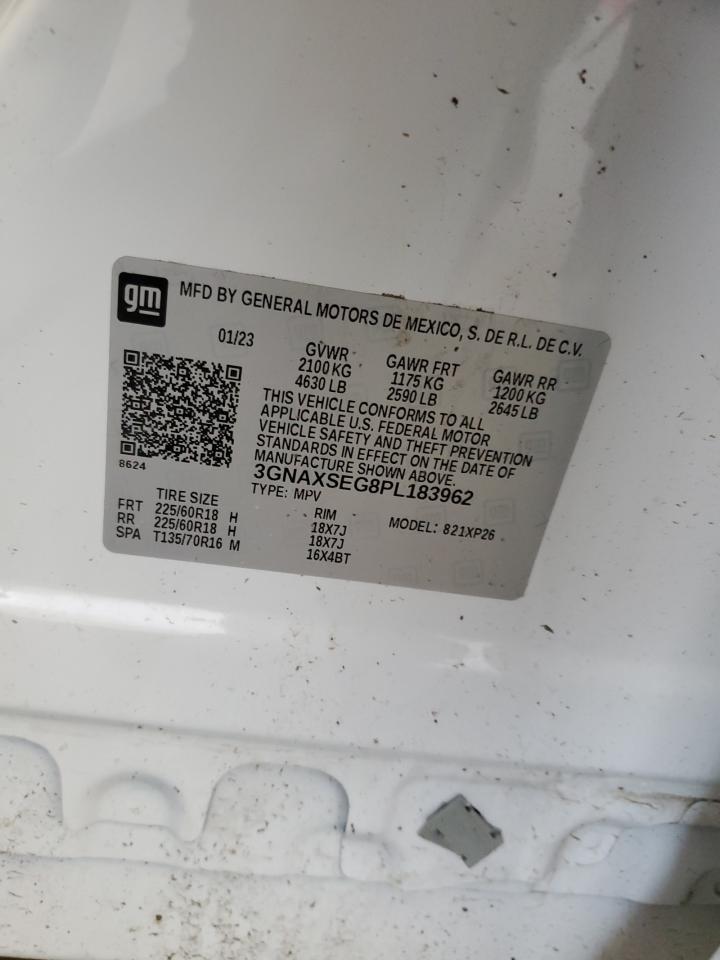 gm
MFD BY GENERAL MOTORS DE MEXICO, S. DE R.L. DE C.V.
01/23 GVWR GAWR FRT GAWR RR
2100 KG 1175 KG 1200 KG
4630 LB 2590 LB 2645 LB
THIS VEHICLE CONFORMS TO ALL
APPLICABLE U.S. FEDERAL MOTOR
VEHICLE SAFETY AND THEFT PREVENTION
STANDARDS IN EFFECT ON THE DATE OF
MANUFACTURE SHOWN ABOVE.
8624
3GNAXSEG8PL183962
TYPE: MPV MODEL: 821XP26
TIRE SIZE RIM
FRT 225/60R18 H 18X7J
RR 225/60R18 H 18X7J
SPA T135/70R16 M 16X4BT